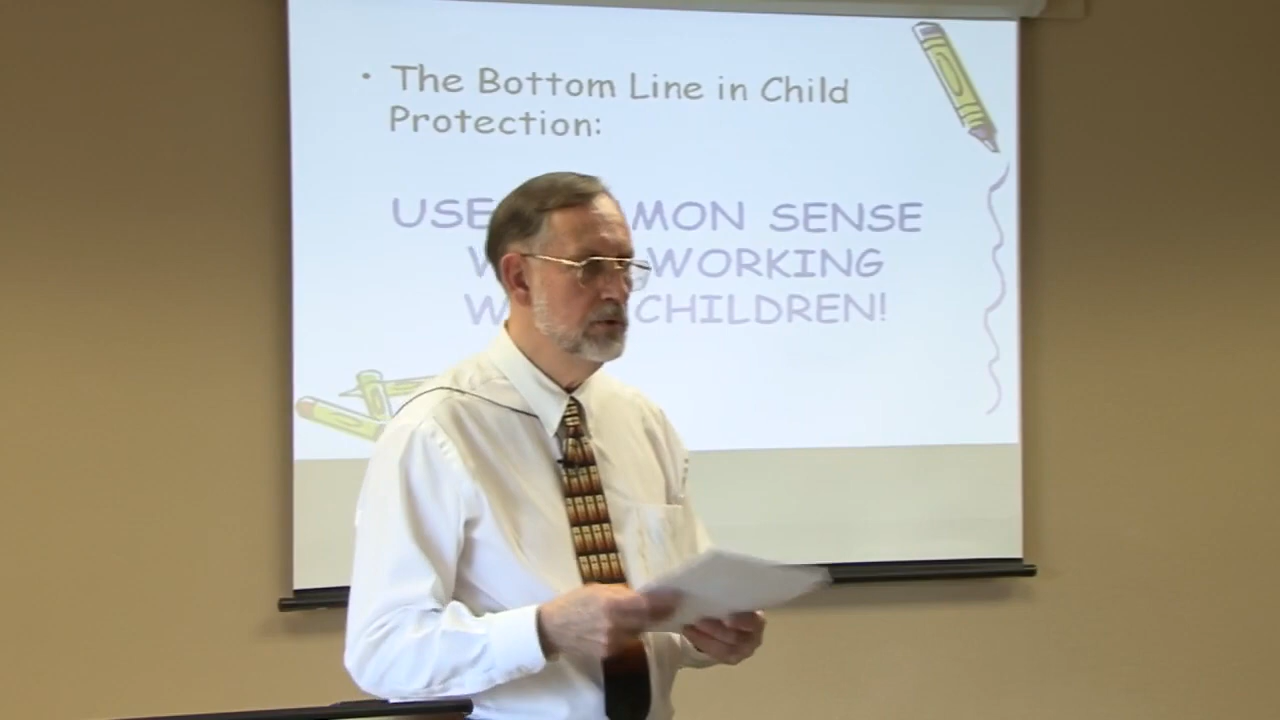 • The Bottom Line in Child
Protection:
USE MON SENSE
W WORKING
W CHILDREN!